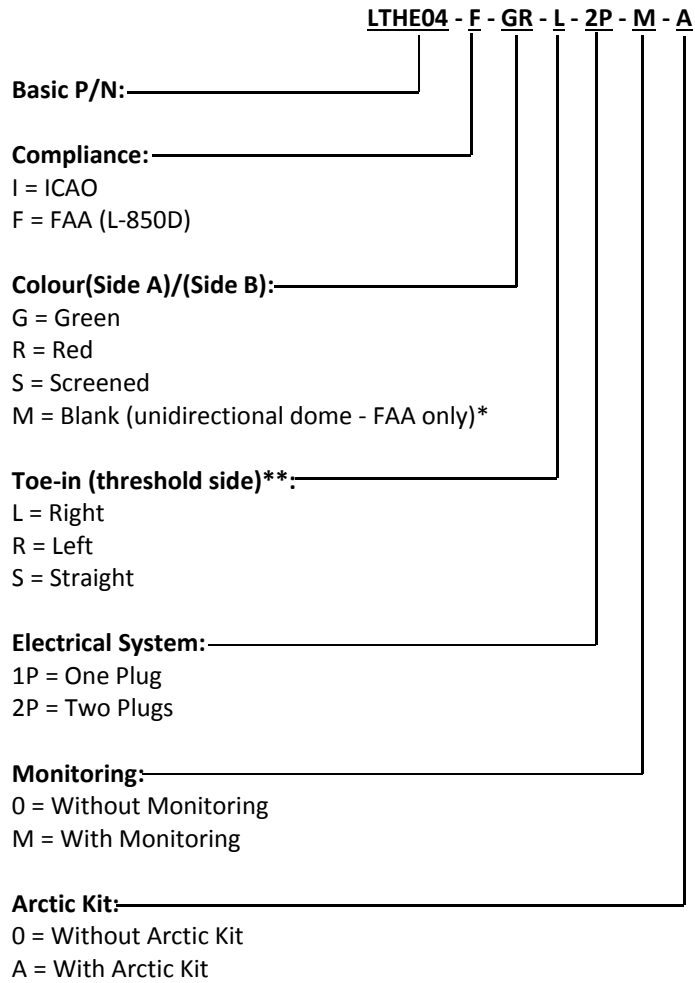 LTHE04 - F - GR - L - 2P - M - A
Basic P/N:
Compliance:
I = ICAO
F = FAA (L-850D)
Colour(Side A)/(Side B):
G = Green
R = Red
S = Screened
M = Blank (unidirectional dome - FAA only)*
Toe-in (threshold side)**:
L = Right
R = Left
S = Straight
Electrical System:
1P = One Plug
2P = Two Plugs
Monitoring:
0 = Without Monitoring
M = With Monitoring
Arctic Kit:
0 = Without Arctic Kit
A = With Arctic Kit